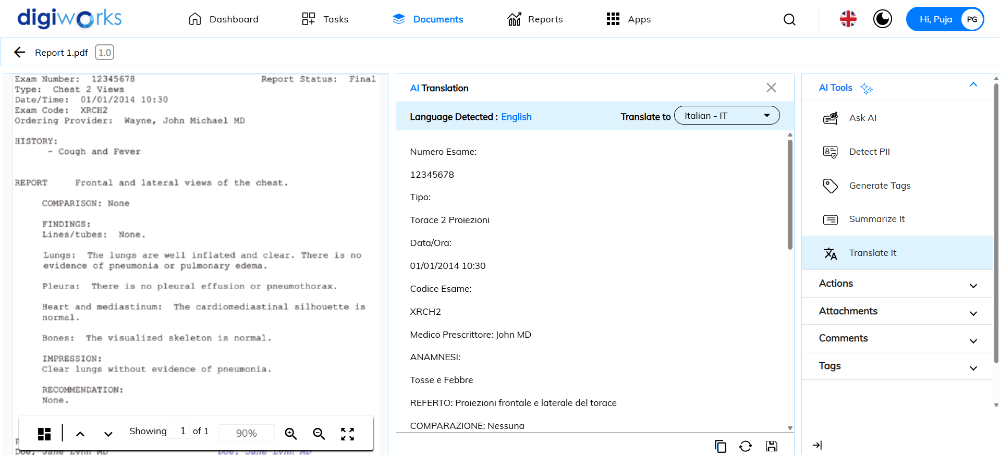 digiworks
Dashboard
Tasks
Documents
Reports
Apps
Hi, Puja
PG
Report 1.pdf
1.0
Exam Number: 12345678 Report Status: Final
Type: Chest 2 Views
Date/Time: 01/01/2014 10:30
Exam Code: XRCH2
Ordering Provider: Wayne, John Michael MD
HISTORY:
- Cough and Fever
REPORT Frontal and lateral views of the chest.
COMPARISON: None
FINDINGS:
Lines/tubes: None.
Lungs: The lungs are well inflated and clear. There is no
evidence of pneumonia or pulmonary edema.
Pleura: There is no pleural effusion or pneumothorax.
Heart and mediastinum: The cardiomediastinal silhouette is
normal.
Bones: The visualized skeleton is normal.
IMPRESSION:
Clear lungs without evidence of pneumonia.
RECOMMENDATION:
None.
Doe, Jane Lynn MD Doe, Jane Lynn MD
Showing 1 of 1
90%
AI Translation
Language Detected : English
Translate to Italian - IT
Numero Esame:
12345678
Tipo:
Torace 2 Proiezioni
Data/Ora:
01/01/2014 10:30
Codice Esame:
XRCH2
Medico Prescrittore: John MD
ANAMNESI:
Tosse e Febbre
REFERTO: Proiezioni frontale e laterale del torace
COMPARAZIONE: Nessuna
AI Tools
Ask AI
Detect PII
Generate Tags
Summarize It
Translate It
Actions
Attachments
Comments
Tags